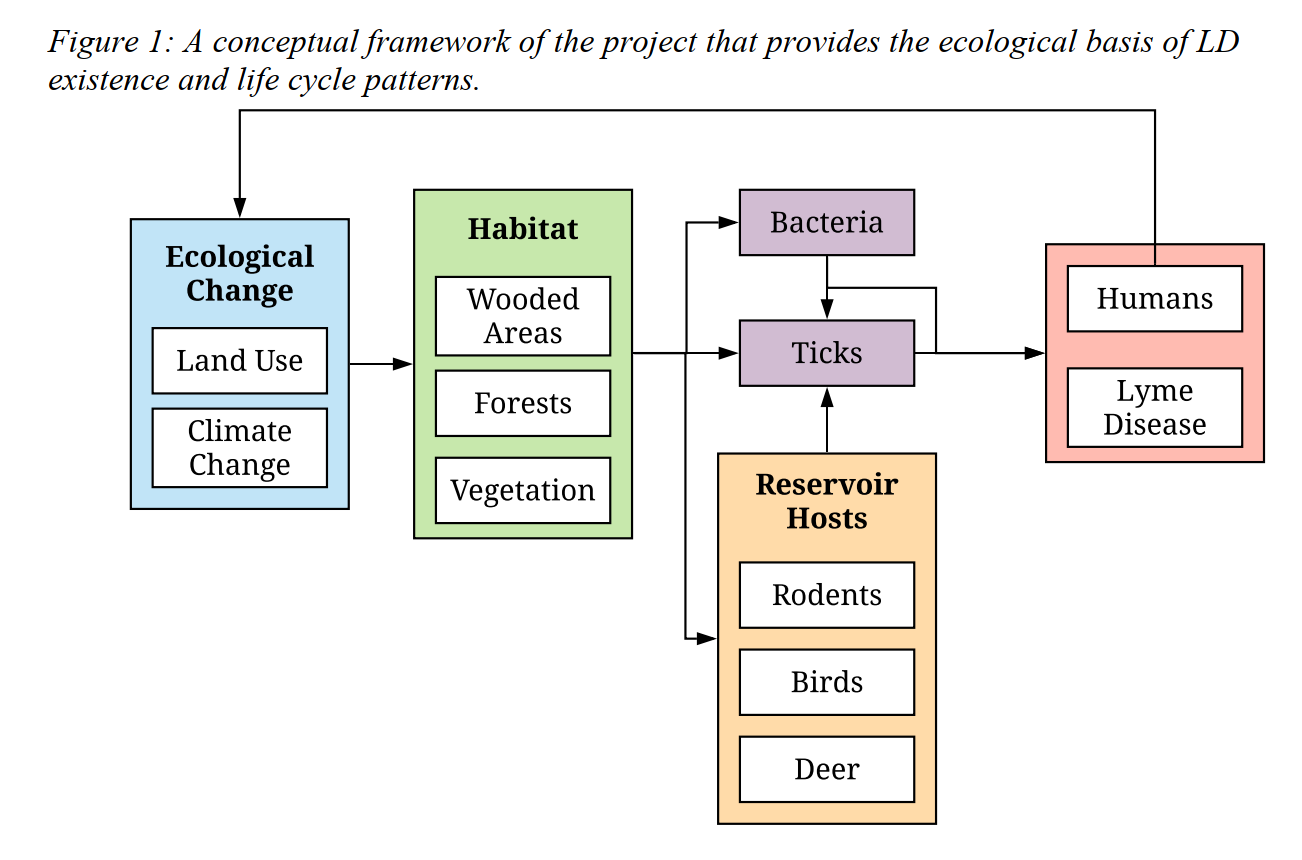 Figure 1: A conceptual framework of the project that provides the ecological basis of LD
existence and life cycle patterns.
Ecological
Change
Land Use
Climate
Change
Habitat
Wooded
Areas
Forests
Vegetation
Bacteria
Ticks
Reservoir
Hosts
Rodents
Birds
Deer
Humans
Lyme
Disease